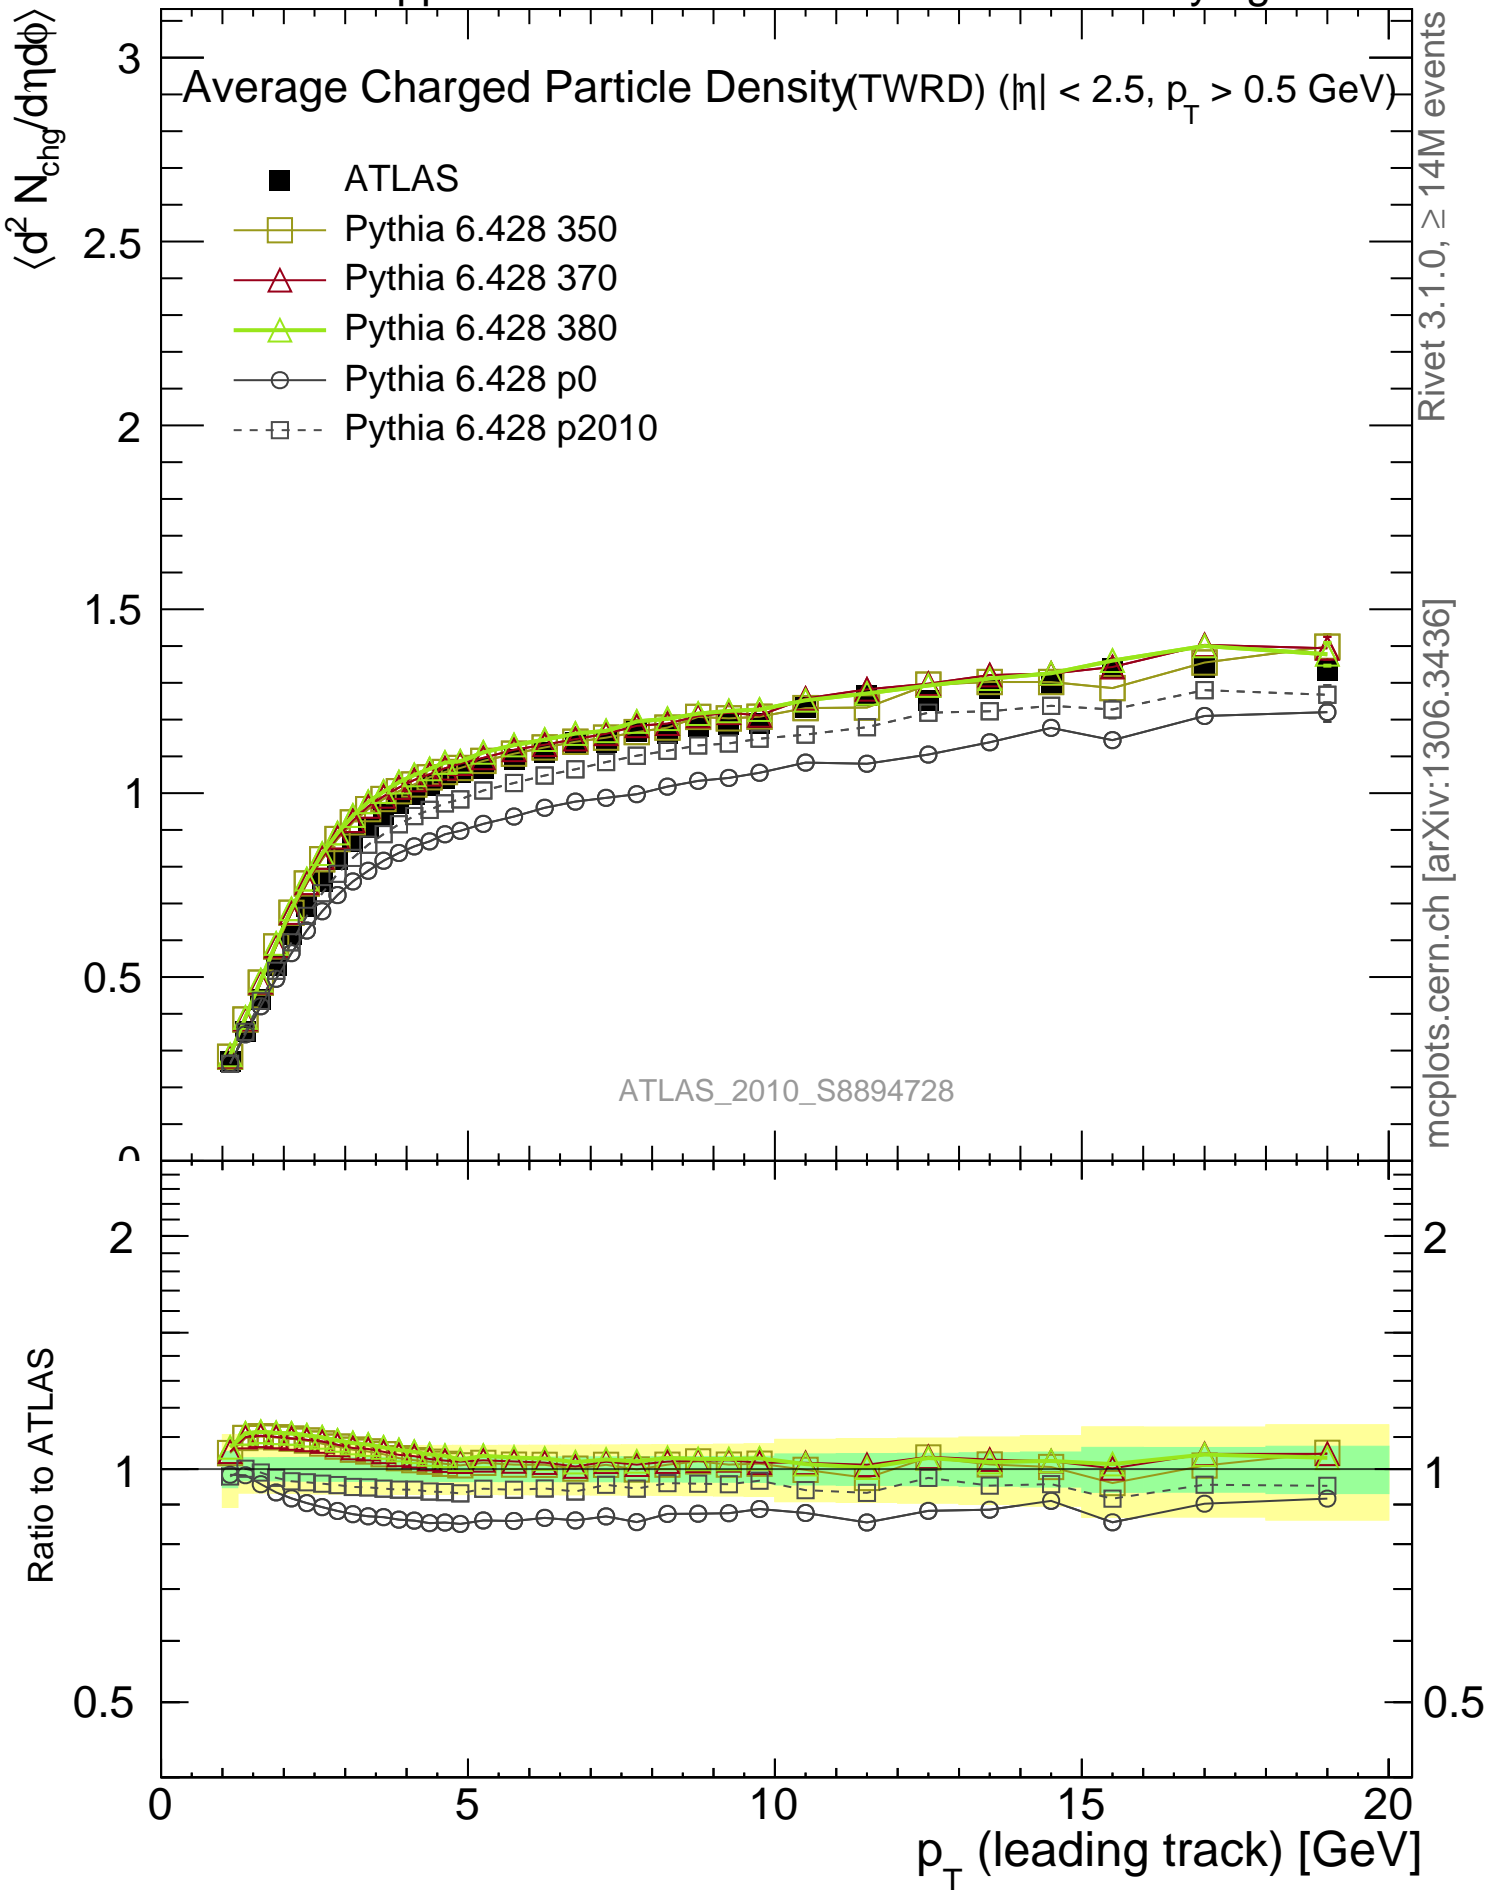 Average Charged Particle Density (TWRD) (|η| < 2.5, p_T > 0.5 GeV)
⟨d² N_chg/dηdφ⟩
ATLAS
Pythia 6.428 350
Pythia 6.428 370
Pythia 6.428 380
Pythia 6.428 p0
Pythia 6.428 p2010
3
2.5
2
1.5
1
0.5
0
ATLAS_2010_S8894728
Rivet 3.1.0, ≥ 14M events
mcplots.cern.ch [arXiv:1306.3436]
Ratio to ATLAS
2
1
0.5
2
1
0.5
0
5
10
15
20
p_T (leading track) [GeV]